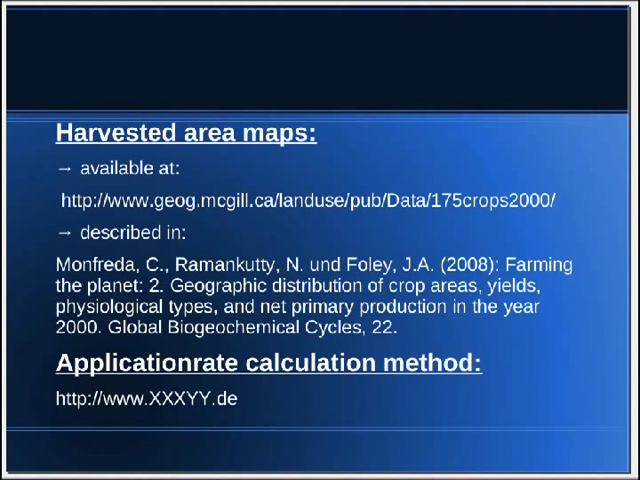 Harvested area maps:
→ available at:
http://www.geog.mcgill.ca/landuse/pub/Data/175crops2000/
→ described in:
Monfreda, C., Ramankutty, N. und Foley, J.A. (2008): Farming
the planet: 2. Geographic distribution of crop areas, yields,
physiological types, and net primary production in the year
2000. Global Biogeochemical Cycles, 22.
Applicationrate calculation method:
http://www.XXXYY.de